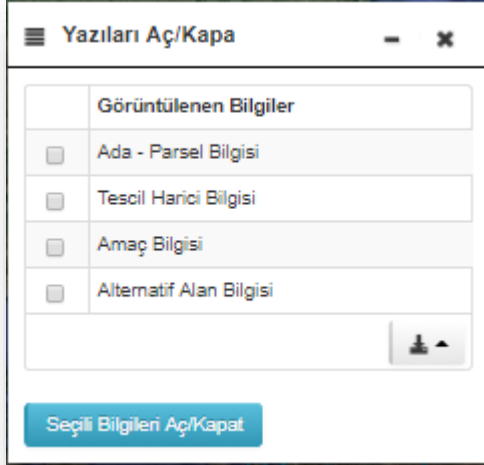 Yazıları Aç/Kapa
Görüntülenen Bilgiler
Ada - Parsel Bilgisi
Tescil Harici Bilgisi
Amaç Bilgisi
Alternatif Alan Bilgisi
Seçili Bilgileri Aç/Kapat